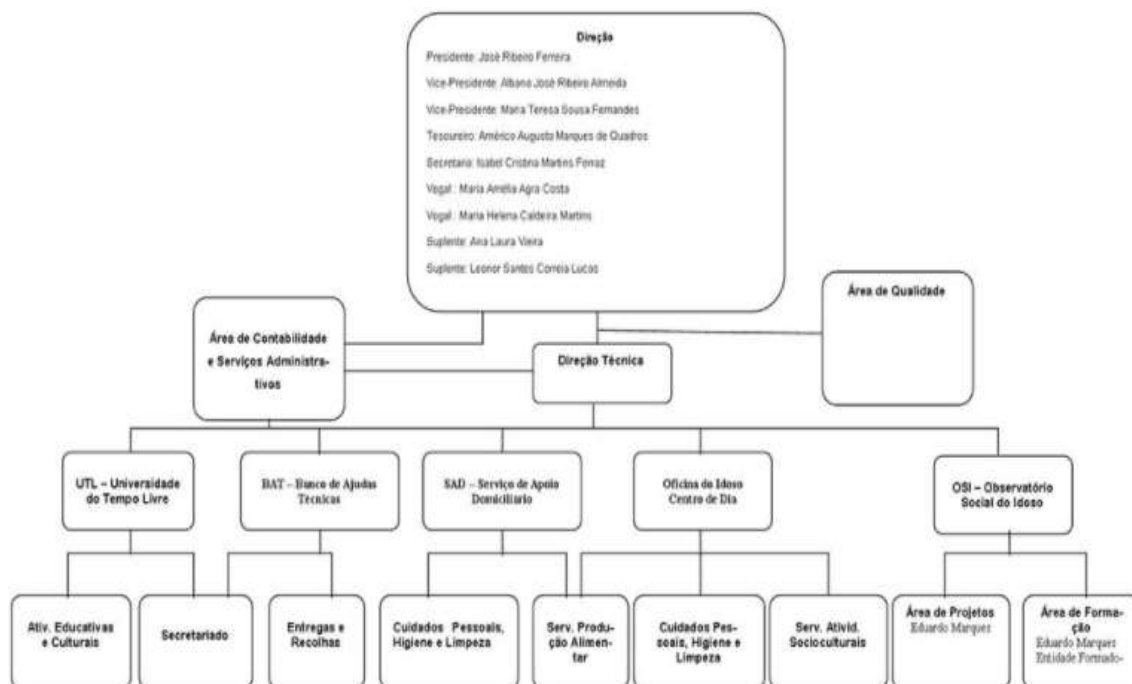 Direção
Presidente: José Ribeiro Ferreira
Vice-Presidente: Albano José Ribeiro Almeida
Vice-Presidente: Maria Teresa Sousa Fernandes
Tesoureiro: Américo Augusto Marques de Quadros
Secretario: Isabel Cristina Martins Ferraz
Vogal : Maria Amélia Agra Costa
Vogal : Maria Helena Caldeira Martins
Suplente: Ana Laura Vieira
Suplente: Leonor Santos Correia Lucas
Área de Qualidade
Área de Contabilidade
e Serviços Administra-
tivos
Direção Técnica
UTL – Universidade
do Tempo Livre
BAT – Banco de Ajudas
Técnicas
SAD – Serviço de Apoio
Domiciliário
Oficina do Idoso
Centro de Dia
OSI – Observatório
Social do Idoso
Ativ. Educativas
e Culturais
Secretariado
Entregas e
Recolhas
Cuidados Pessoais,
Higiene e Limpeza
Serv. Produ-
ção Alimen-
tar
Cuidados Pes-
soais, Higiene e
Limpeza
Serv. Ativid.
Socioculturais
Área de Projetos
Eduardo Marques
Área de Forma-
ção
Eduardo Marques
Entidade Formado-